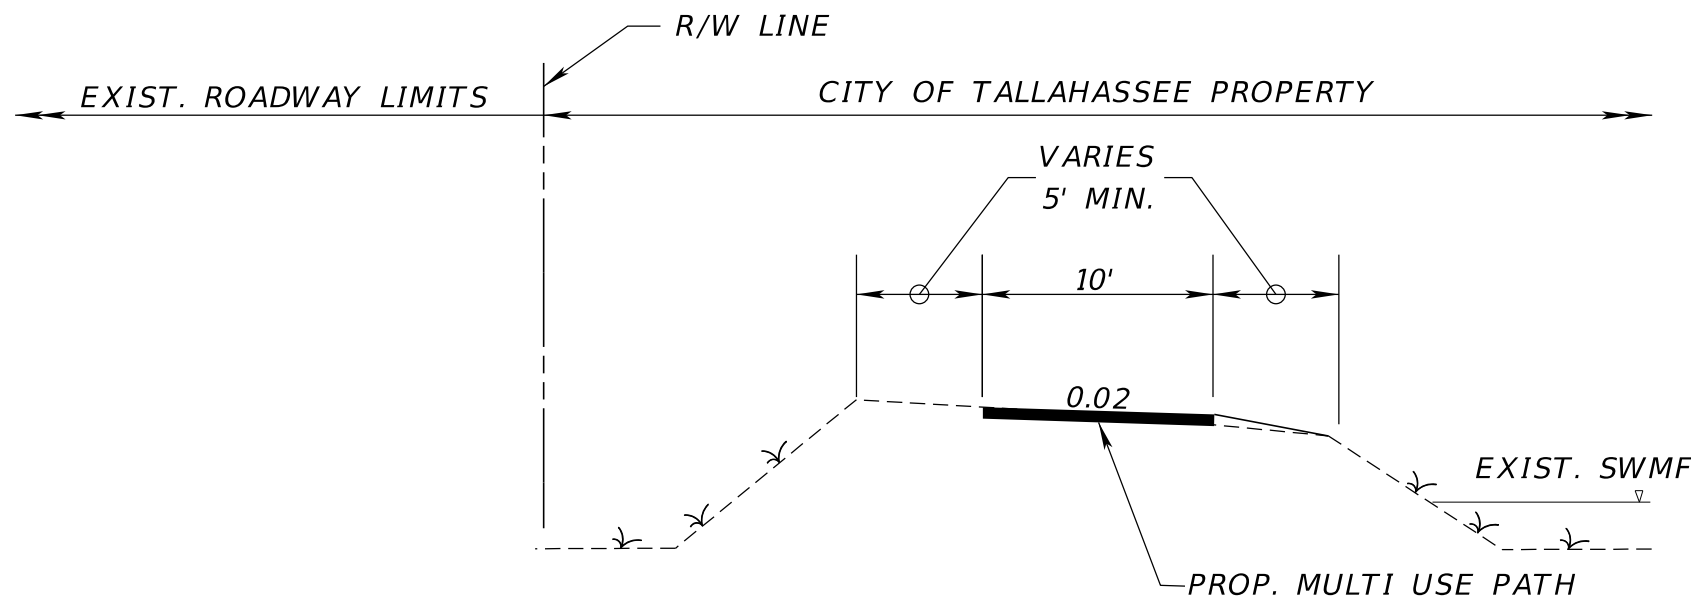 R/W LINE
EXIST. ROADWAY LIMITS
CITY OF TALLAHASSEE PROPERTY
VARIES
5' MIN.
10'
0.02
EXIST. SWMF
PROP. MULTI USE PATH